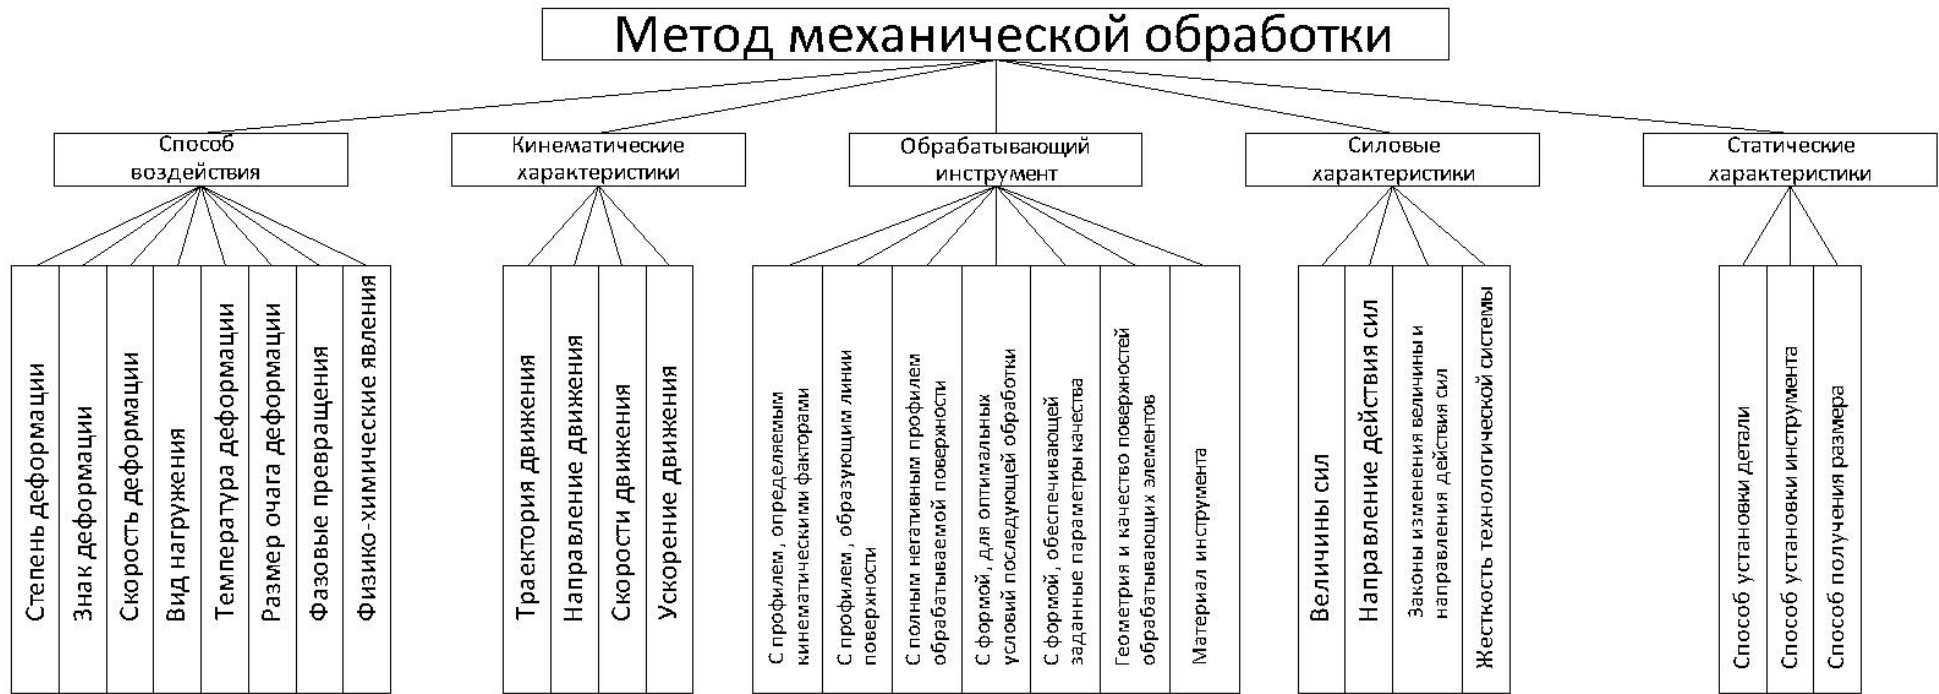 Метод механической обработки
Способ
воздействия
Кинематические
характеристики
Обрабатывающий
инструмент
Силовые
характеристики
Статические
характеристики
Степень деформации
Знак деформации
Скорость деформации
Вид нагружения
Температура деформации
Размер очага деформации
Фазовые превращения
Физико-химические явления
Траектория движения
Направление движения
Скорости движения
Ускорение движения
С профилем, определяемым
кинематическими факторами
С профилем, образующим линии
поверхности
С полным негативным профилем
обрабатываемой поверхности
С формой, для оптимальных
условий последующей обработки
С формой, обеспечивающей
заданные параметры качества
Геометрия и качество поверхностей
обрабатывающих элементов
Материал инструмента
Величины сил
Направление действия сил
Законы изменения величины и
направления действия сил
Жесткость технологической системы
Способ установки детали
Способ установки инструмента
Способ получения размера